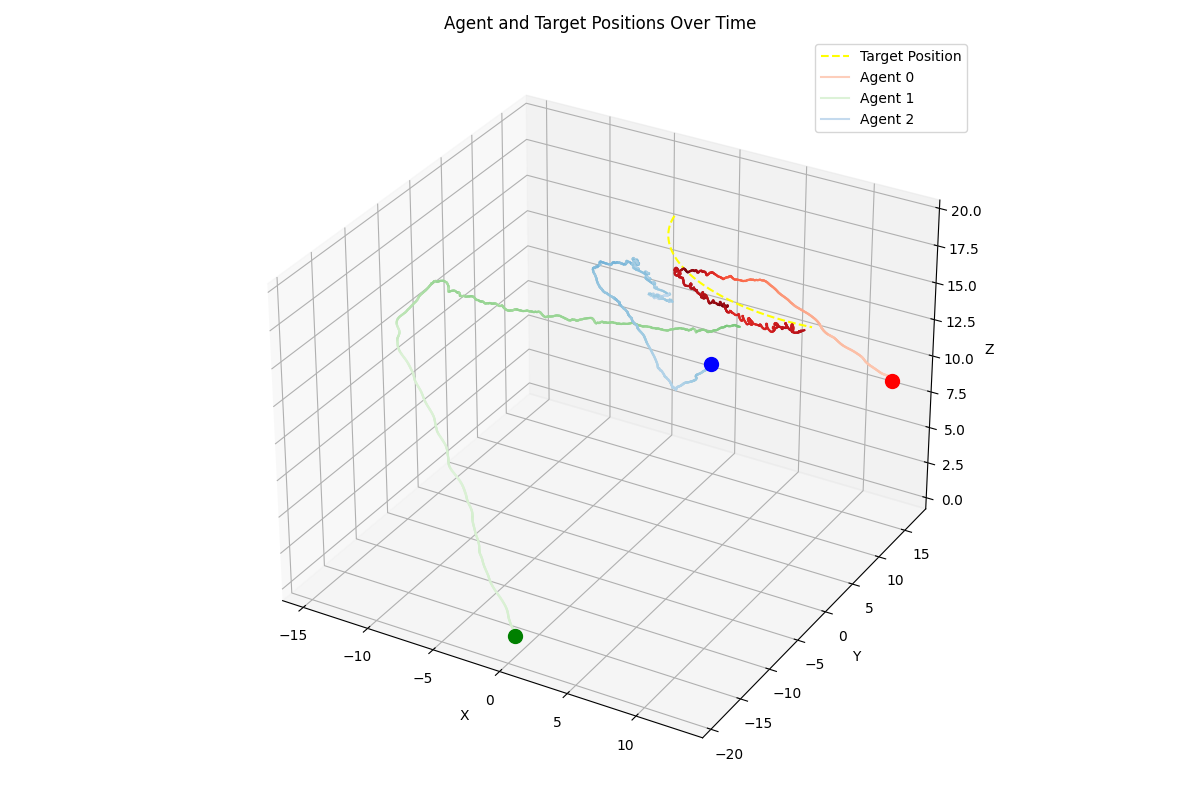 Agent and Target Positions Over Time
Target Position
Agent 0
Agent 1
Agent 2
20.0
17.5
15.0
12.5
10.0
7.5
5.0
2.5
0.0
Z
15
10
5
0
−5
−10
−15
−20
Y
−15
−10
−5
0
5
10
X